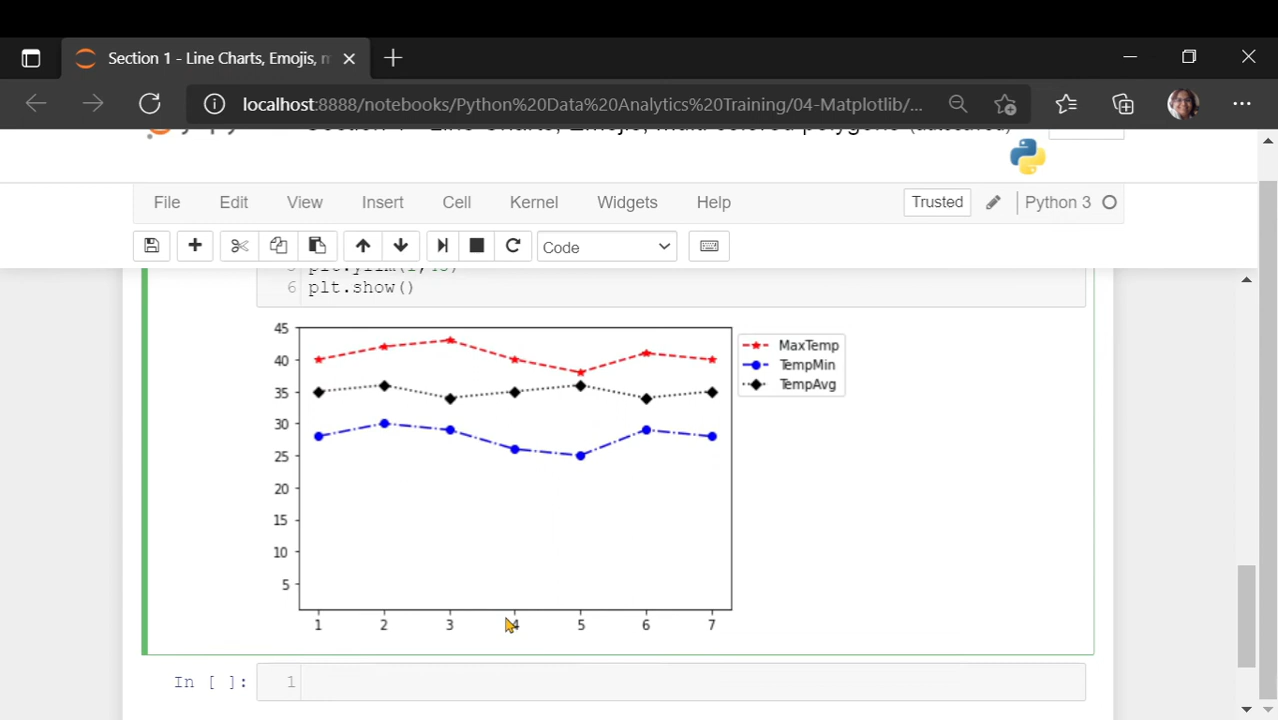 Section 1 - Line Charts, Emojis, m
localhost:8888/notebooks/Python%20Data%20Analytics%20Training/04-Matplotlib/...
File Edit View Insert Cell Kernel Widgets Help Trusted Python 3
Code
6 plt.show()
45
40
35
30
25
20
15
10
5
1 2 3 4 5 6 7
MaxTemp
TempMin
TempAvg
In [ ]: 1